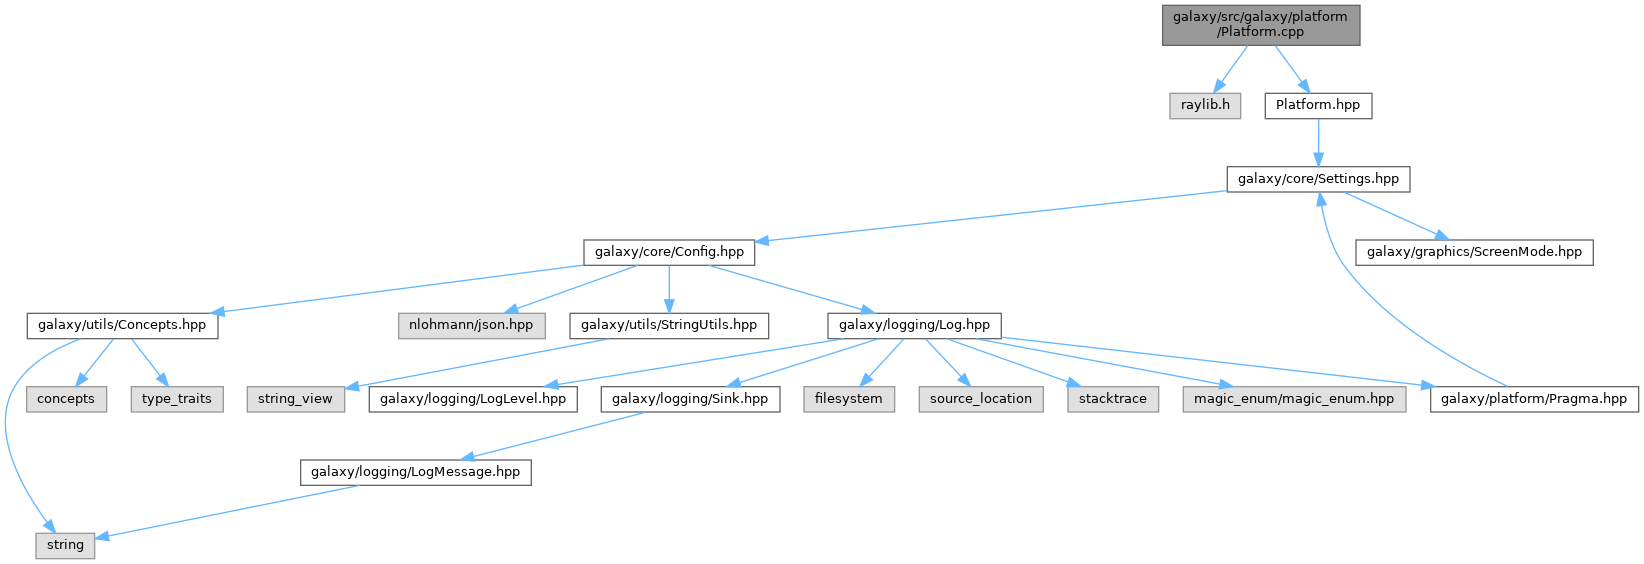 galaxy/src/galaxy/platform
/Platform.cpp
raylib.h
Platform.hpp
galaxy/core/Settings.hpp
galaxy/core/Config.hpp
galaxy/graphics/ScreenMode.hpp
galaxy/utils/Concepts.hpp
nlohmann/json.hpp
galaxy/utils/StringUtils.hpp
galaxy/logging/Log.hpp
concepts
type_traits
string_view
galaxy/logging/LogLevel.hpp
galaxy/logging/Sink.hpp
filesystem
source_location
stacktrace
magic_enum/magic_enum.hpp
galaxy/platform/Pragma.hpp
galaxy/logging/LogMessage.hpp
string